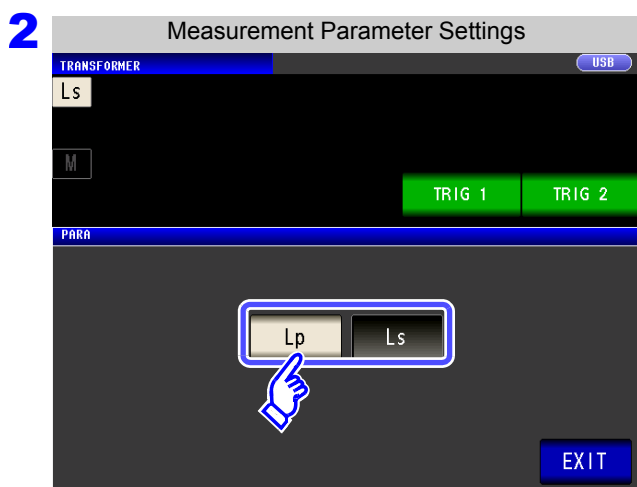 2
Measurement Parameter Settings
TRANSFORMER
USB
Ls
M
TRIG 1
TRIG 2
PARA
Lp
Ls
EXIT